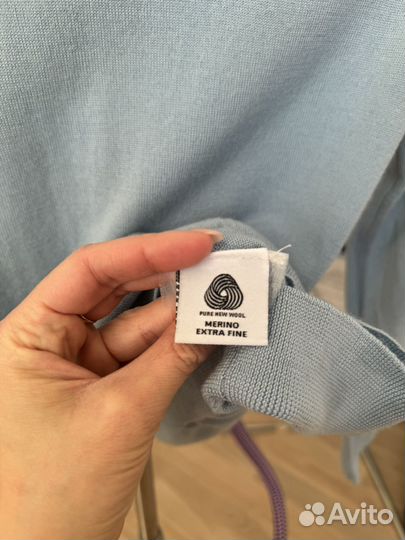 PURE NEW WOOL
MERINO
EXTRA FINE
Avito